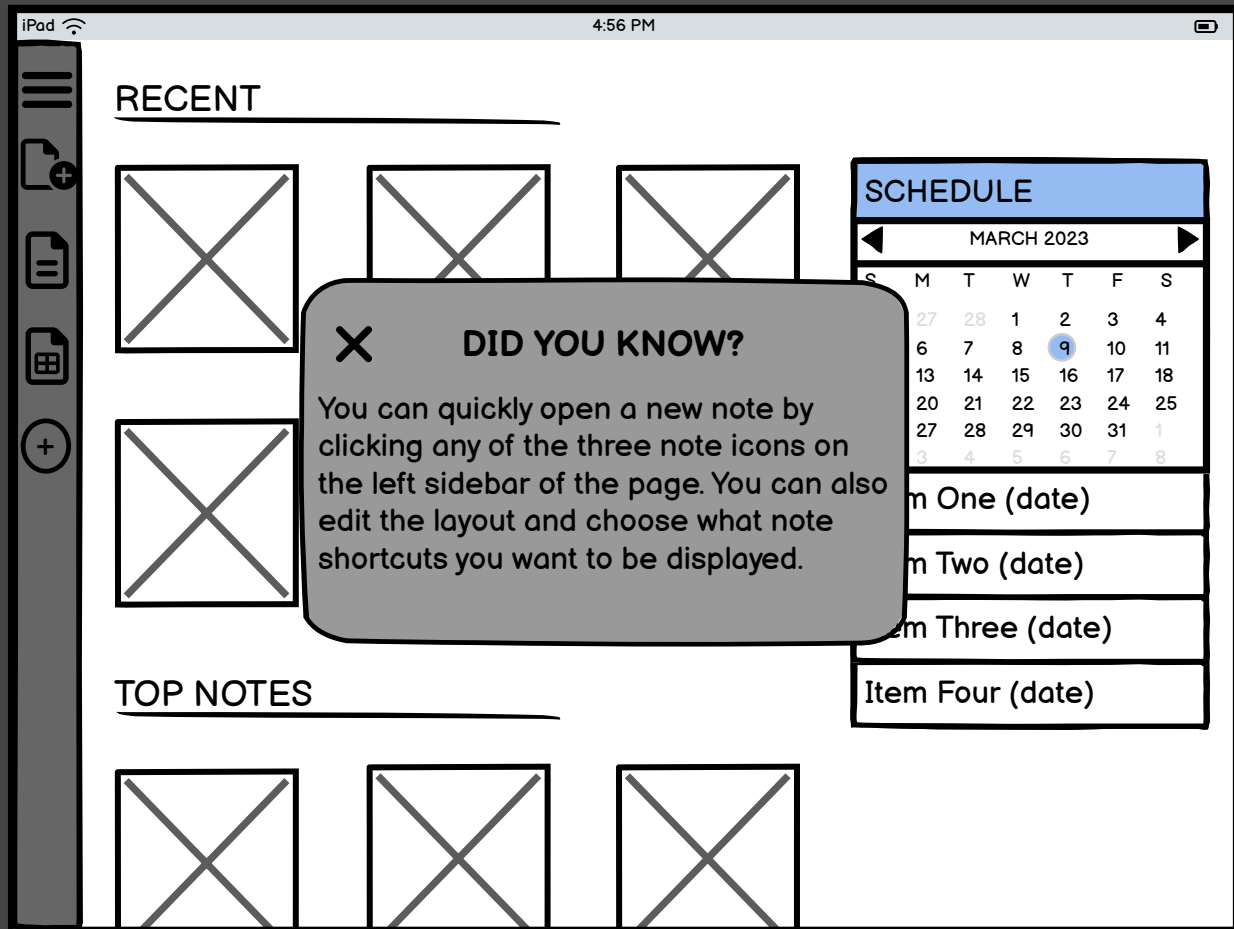 iPad 4:56 PM
RECENT
SCHEDULE
MARCH 2023
S M T W T F S
27 28 1 2 3 4
6 7 8 9 10 11
13 14 15 16 17 18
20 21 22 23 24 25
27 28 29 30 31 1
3 4 5 6 7 8
DID YOU KNOW?
You can quickly open a new note by
clicking any of the three note icons on
the left sidebar of the page. You can also
edit the layout and choose what note
shortcuts you want to be displayed.
One (date)
Two (date)
Three (date)
Item Four (date)
TOP NOTES